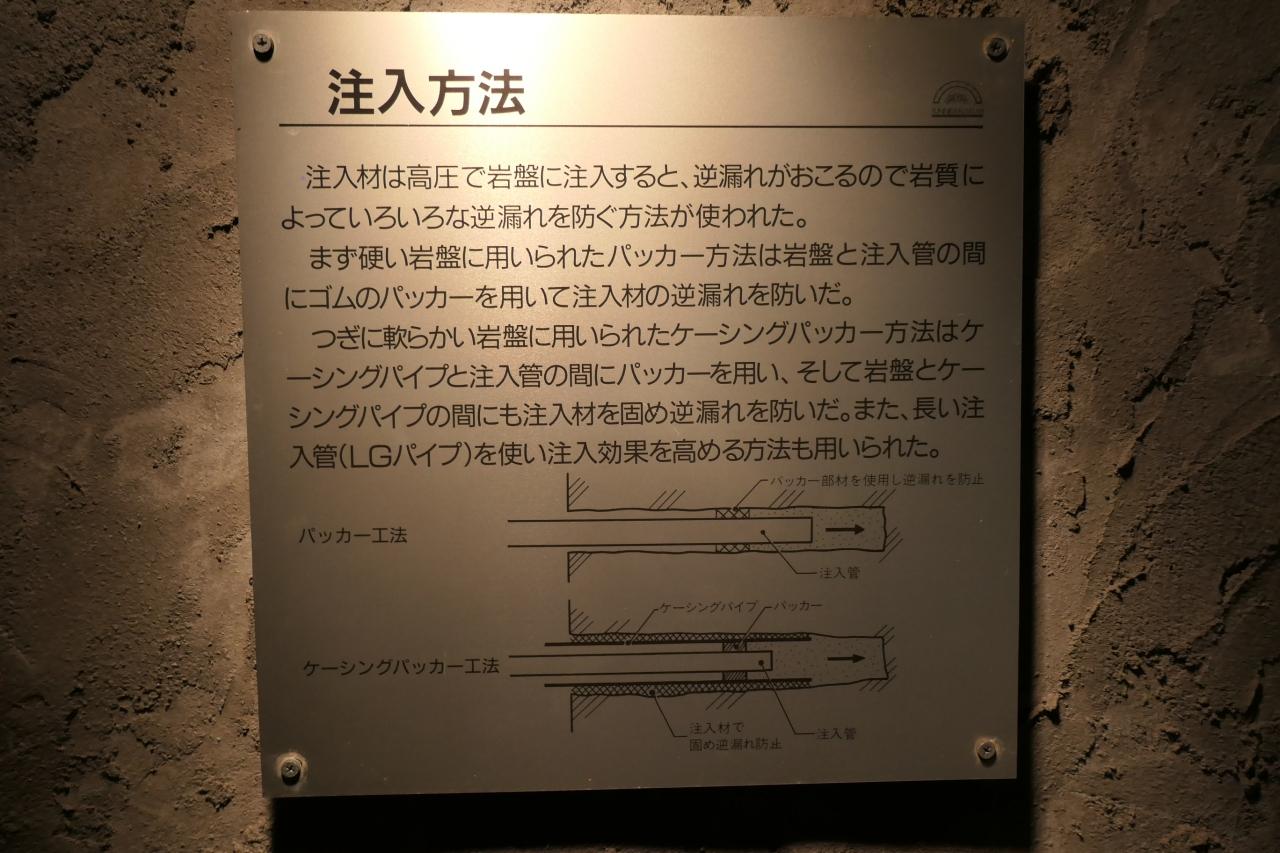 注入方法
注入材は高圧で岩盤に注入すると、逆漏れがおこるので岩質に
よっていろいろな逆漏れを防ぐ方法が使われた。
まず硬い岩盤に用いられたパッカー方法は岩盤と注入管の間
にゴムのパッカーを用いて注入材の逆漏れを防いだ。
つぎに軟らかい岩盤に用いられたケーシングパッカー方法はケ
ーシングパイプと注入管の間にパッカーを用い、そして岩盤とケー
シングパイプの間にも注入材を固め逆漏れを防いだ。また、長い注
入管(LGパイプ)を使い注入効果を高める方法も用いられた。
パッカー部材を使用し逆漏れを防止
パッカー工法
注入管
ケーシングパイプ
パッカー
ケーシングパッカー工法
注入材で
固め逆漏れ防止
注入管